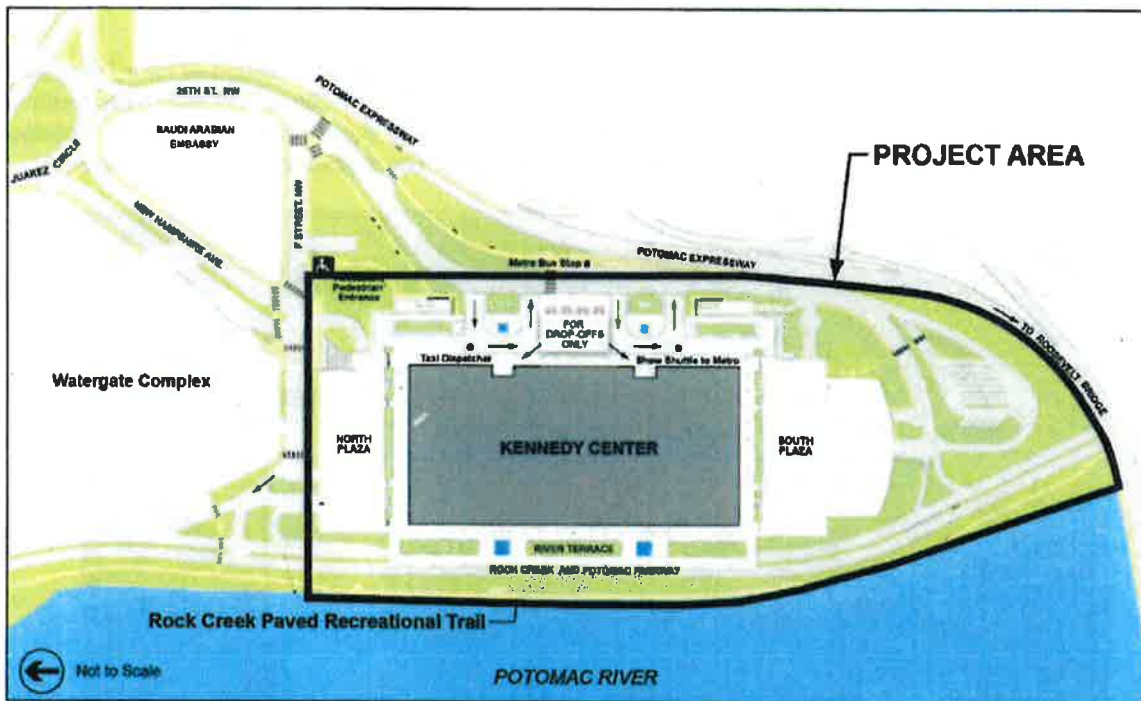 25TH ST. NW
POTOMAC EXPRESSWAY
SAUDI ARABIAN
EMBASSY
JUAREZ CIRCLE
NEW HAMPSHIRE AVE.
F STREET, NW
PROJECT AREA
POTOMAC EXPRESSWAY
Metro Bus Stop
Pedestrian
Entrance
FOR
DROP-OFFS
ONLY
TO ROOSEVELT BRIDGE
Taxi Dispatcher
Show Shuttle to Metro
Watergate Complex
NORTH
PLAZA
KENNEDY CENTER
SOUTH
PLAZA
RIVER TERRACE
ROCK CREEK AND POTOMAC PARKWAY
Rock Creek Paved Recreational Trail
Not to Scale
POTOMAC RIVER